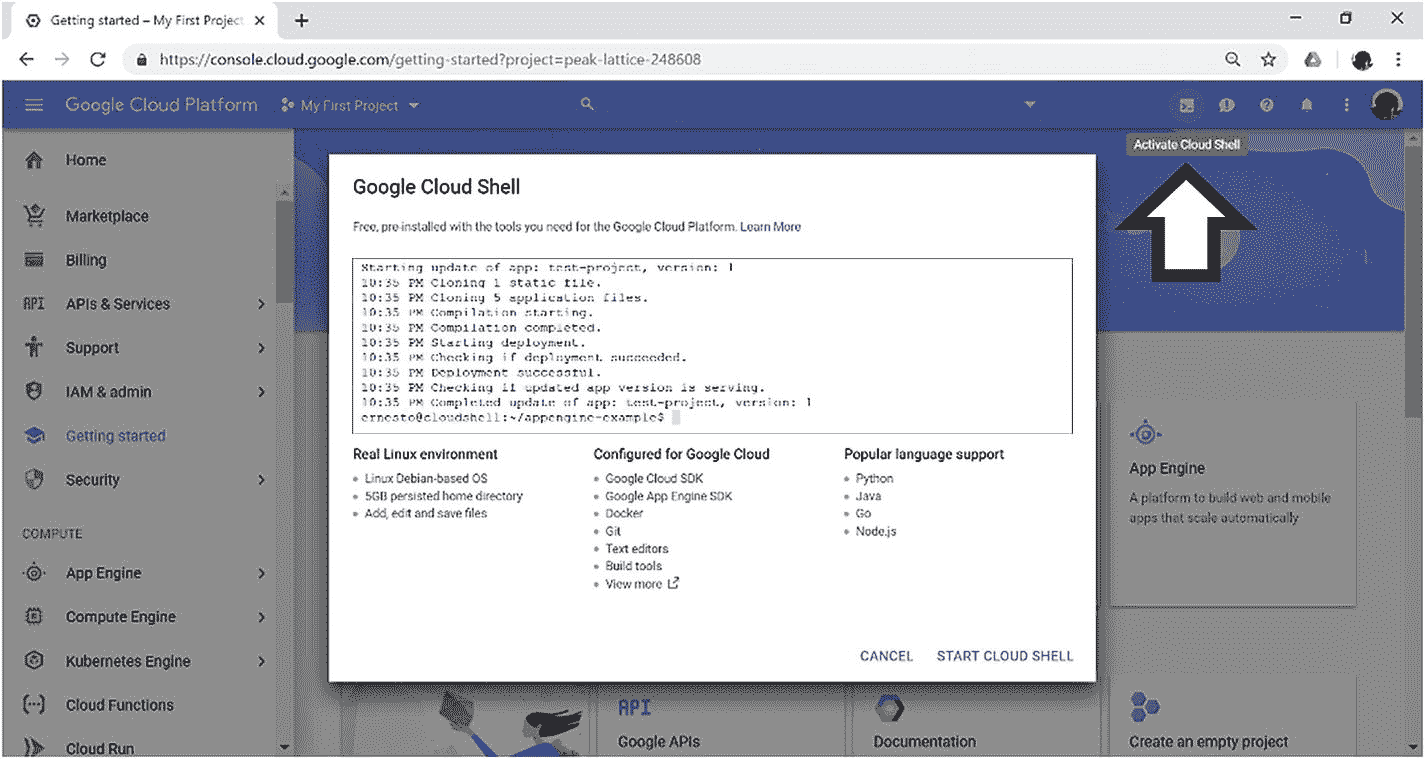 Getting started – My First Project
https://console.cloud.google.com/getting-started?project=peak-lattice-248608
Google Cloud Platform My First Project
Activate Cloud Shell
Home
Marketplace
Billing
API APIs & Services
Support
IAM & admin
Getting started
Security
COMPUTE
App Engine
Compute Engine
Kubernetes Engine
Cloud Functions
Cloud Run
Google Cloud Shell
Free, pre-installed with the tools you need for the Google Cloud Platform. Learn More
Starting update of app: test-project, version: 1
10:35 PM Cloning 1 static file.
10:35 PM Cloning 5 application files.
10:35 PM Compilation starting.
10:35 PM Compilation completed.
10:35 PM Starting deployment.
10:35 PM Checking if deployment succeeded.
10:35 PM Deployment successful.
10:35 PM Checking if updated app version is serving.
10:35 PM Completed update of app: test-project, version: 1
ernesto@cloudshell:~/appengine-example$
Real Linux environment
Linux Debian-based OS
5GB persisted home directory
Add, edit and save files
Configured for Google Cloud
Google Cloud SDK
Google App Engine SDK
Docker
Git
Text editors
Build tools
View more
Popular language support
Python
Java
Go
Node.js
CANCEL START CLOUD SHELL
App Engine
A platform to build web and mobile
apps that scale automatically
API
Google APIs
Documentation
Create an empty project